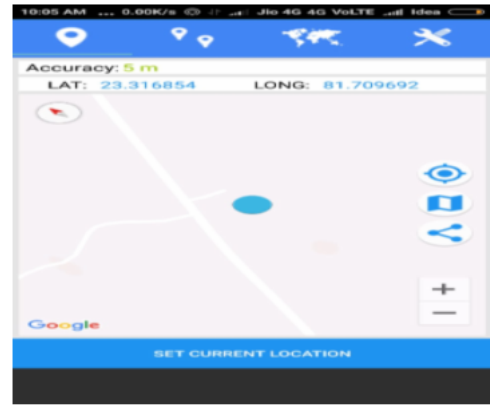 10:05 AM ... 0.00K/s Jio 4G 4G VoLTE Idea
Accuracy: 5 m
LAT: 23.316854 LONG: 81.709692
+
−
Google
SET CURRENT LOCATION